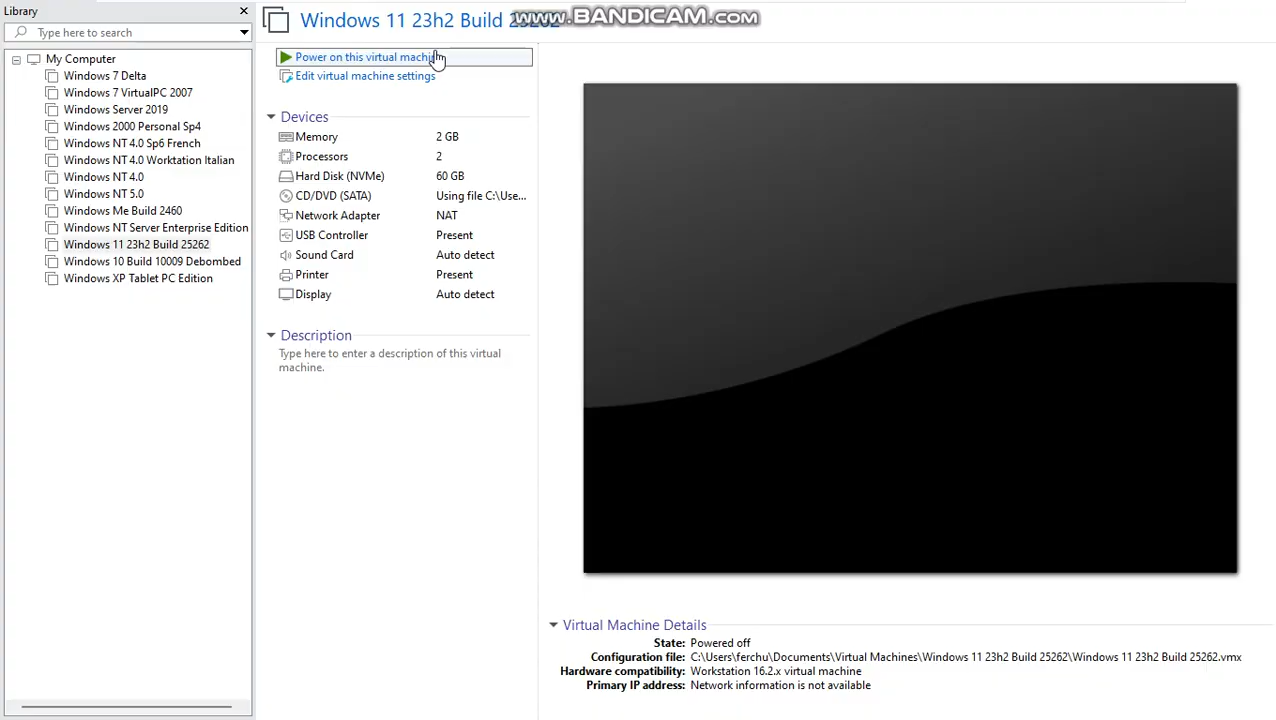 Library
Windows 11 23h2 Build 25262
www.BANDICAM.com
Type here to search
My Computer
Windows 7 Delta
Windows 7 VirtualPC 2007
Windows Server 2019
Windows 2000 Personal Sp4
Windows NT 4.0 Sp6 French
Windows NT 4.0 Worktation Italian
Windows NT 4.0
Windows NT 5.0
Windows Me Build 2460
Windows NT Server Enterprise Edition
Windows 11 23h2 Build 25262
Windows 10 Build 10009 Debombed
Windows XP Tablet PC Edition
Power on this virtual machine
Edit virtual machine settings
Devices
Memory 2 GB
Processors 2
Hard Disk (NVMe) 60 GB
CD/DVD (SATA) Using file C:\Use...
Network Adapter NAT
USB Controller Present
Sound Card Auto detect
Printer Present
Display Auto detect
Description
Type here to enter a description of this virtual
machine.
Virtual Machine Details
State: Powered off
Configuration file: C:\Users\ferchu\Documents\Virtual Machines\Windows 11 23h2 Build 25262\Windows 11 23h2 Build 25262.vmx
Hardware compatibility: Workstation 16.2.x virtual machine
Primary IP address: Network information is not available